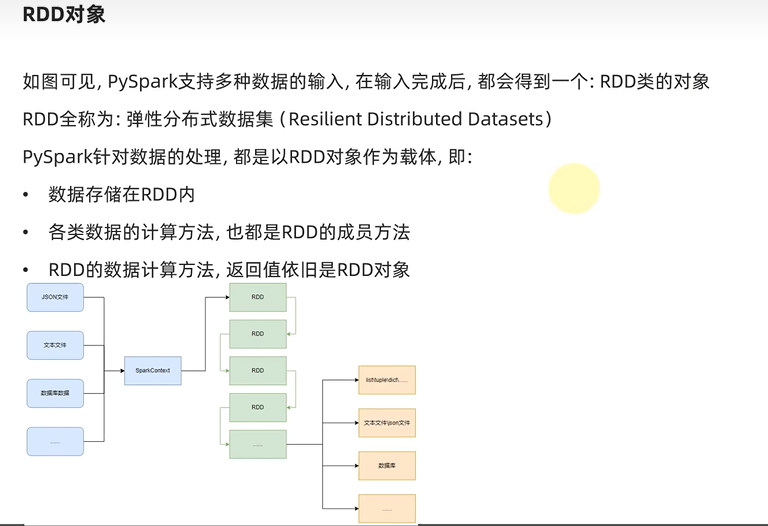 RDD对象
如图可见, PySpark支持多种数据的输入, 在输入完成后, 都会得到一个: RDD类的对象
RDD全称为: 弹性分布式数据集 (Resilient Distributed Datasets)
PySpark针对数据的处理, 都是以RDD对象作为载体, 即:
• 数据存储在RDD内
• 各类数据的计算方法, 也都是RDD的成员方法
• RDD的数据计算方法, 返回值依旧是RDD对象
JSON文件
文本文件
数据库数据
......
SparkContext
RDD
RDD
RDD
RDD
......
list\tuple\dict\......
文本文件\json文件
数据库
......